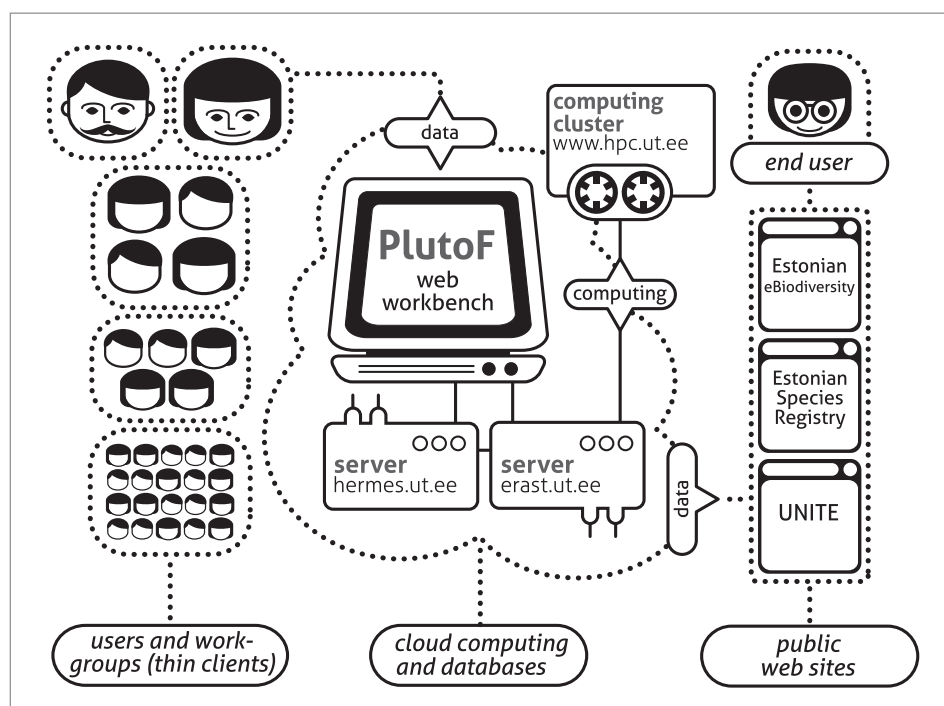 data
computing
cluster
www.hpc.ut.ee
end user
PlutoF
web
workbench
computing
Estonian
eBiodiversity
Estonian
Species
Registry
server
hermes.ut.ee
server
erast.ut.ee
data
UNITE
users and work-
groups (thin clients)
cloud computing
and databases
public
web sites